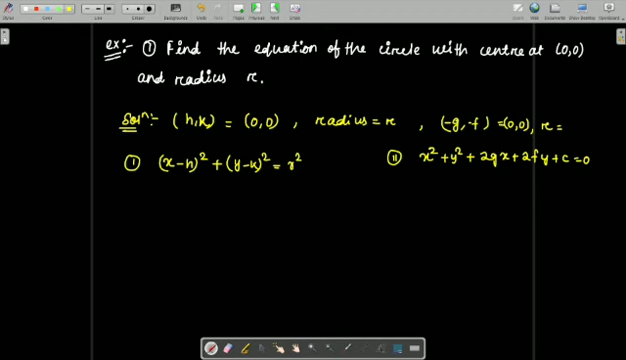 ex:- ① Find the equation of the circle with centre at (0,0)
and radius r.
Solⁿ:- (h,k) = (0,0), radius = r, (-g,-f) = (0,0), r =
① (x-h)² + (y-k)² = r² ⑪ x² + y² + 2gx + 2fy + c = 0